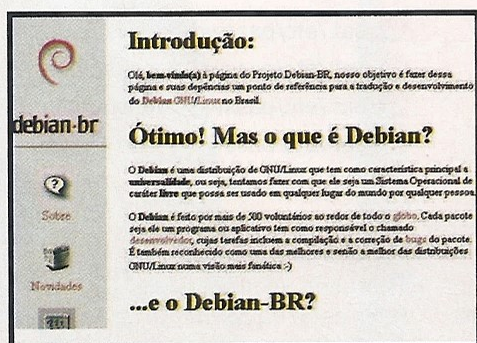 debian·br
Sobre
Novidades
Introdução:
Olá, bem-vindo(a) à página do Projeto Debian-BR, nosso objetivo é fazer dessa
página e suas depências um ponto de referência para a tradução e desenvolvimento
do Debian GNU/Linux no Brasil.
Ótimo! Mas o que é Debian?
O Debian é uma distribuição de GNU/Linux que tem como característica principal a
universalidade, ou seja, tentamos fazer com que ele seja um Sistema Operacional de
caráter livre que possa ser usado em qualquer lugar do mundo por qualquer pessoa.
O Debian é feito por mais de 500 voluntários ao redor de todo o globo. Cada pacote
seja ele um programa ou aplicativo tem como responsável o chamado
desenvolvedor, cujas tarefas incluem a compilação e a correção de bugs do pacote.
É também reconhecido como uma das melhores e senão a melhor das distribuições
GNU/Linux numa visão mais fanática :-)
...e o Debian-BR?